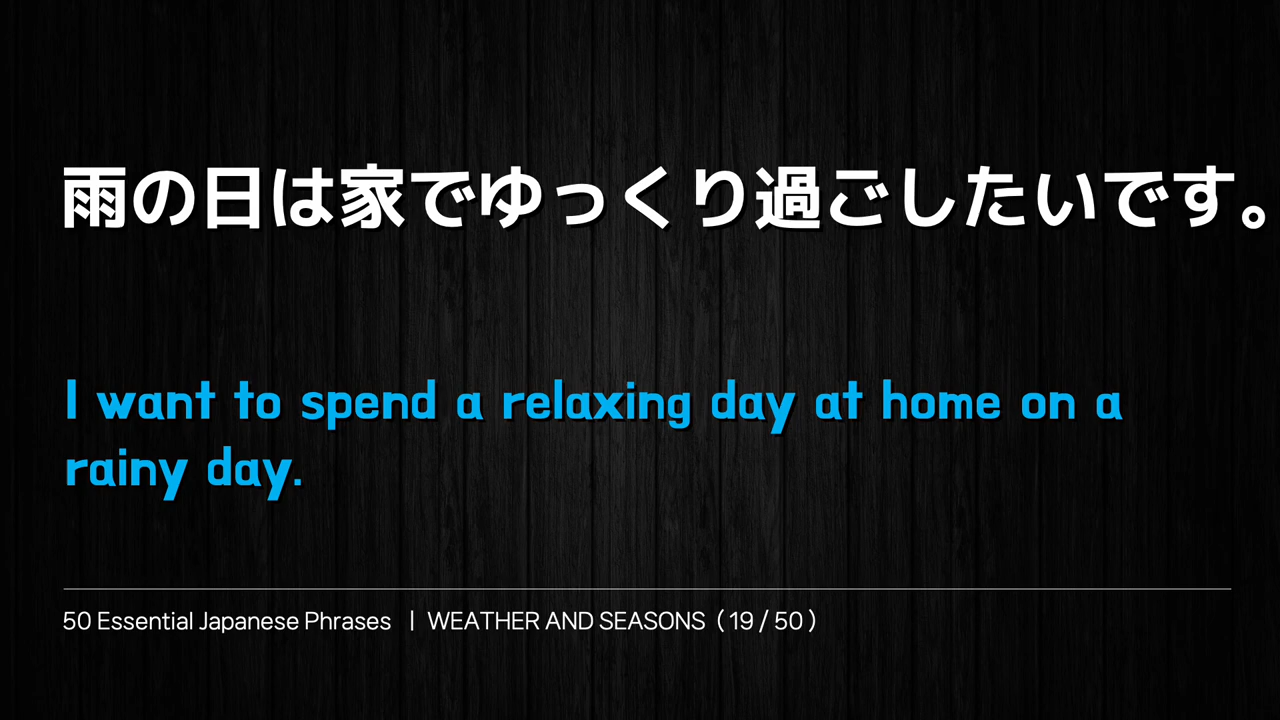 雨の日は家でゆっくり過ごしたいです。
I want to spend a relaxing day at home on a
rainy day.
50 Essential Japanese Phrases | WEATHER AND SEASONS ( 19 / 50 )